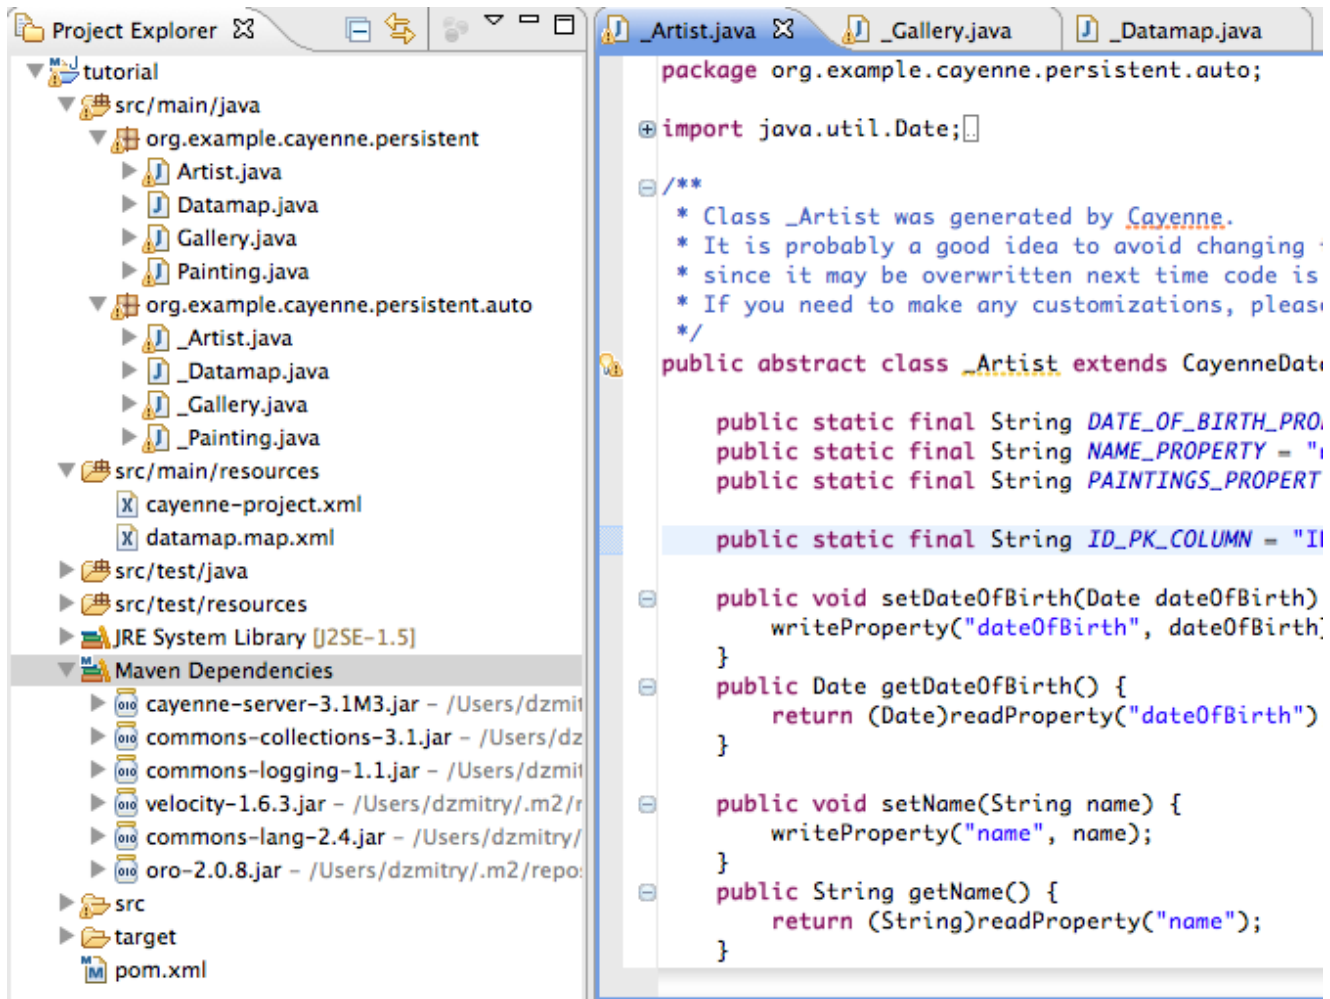 Project Explorer
tutorial
src/main/java
org.example.cayenne.persistent
Artist.java
Datamap.java
Gallery.java
Painting.java
org.example.cayenne.persistent.auto
_Artist.java
_Datamap.java
_Gallery.java
_Painting.java
src/main/resources
cayenne-project.xml
datamap.map.xml
src/test/java
src/test/resources
JRE System Library [J2SE-1.5]
Maven Dependencies
cayenne-server-3.1M3.jar – /Users/dzmit
commons-collections-3.1.jar – /Users/dz
commons-logging-1.1.jar – /Users/dzmit
velocity-1.6.3.jar – /Users/dzmitry/.m2/r
commons-lang-2.4.jar – /Users/dzmitry/
oro-2.0.8.jar – /Users/dzmitry/.m2/repo
src
target
pom.xml
_Artist.java _Gallery.java _Datamap.java
package org.example.cayenne.persistent.auto;
import java.util.Date;
/**
* Class _Artist was generated by Cayenne.
* It is probably a good idea to avoid changing
* since it may be overwritten next time code is
* If you need to make any customizations, please
*/
public abstract class _Artist extends CayenneData
public static final String DATE_OF_BIRTH_PRO
public static final String NAME_PROPERTY = "
public static final String PAINTINGS_PROPERT
public static final String ID_PK_COLUMN = "I
public void setDateOfBirth(Date dateOfBirth)
writeProperty("dateOfBirth", dateOfBirth)
}
public Date getDateOfBirth() {
return (Date)readProperty("dateOfBirth")
}
public void setName(String name) {
writeProperty("name", name);
}
public String getName() {
return (String)readProperty("name");
}